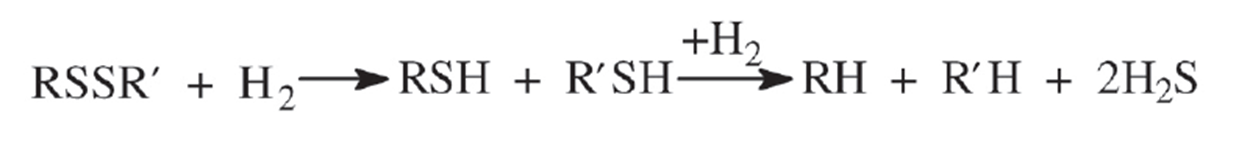 RSSR′ + H₂ ⟶ RSH + R′SH ⟶ RH + R′H + 2H₂S
+H₂